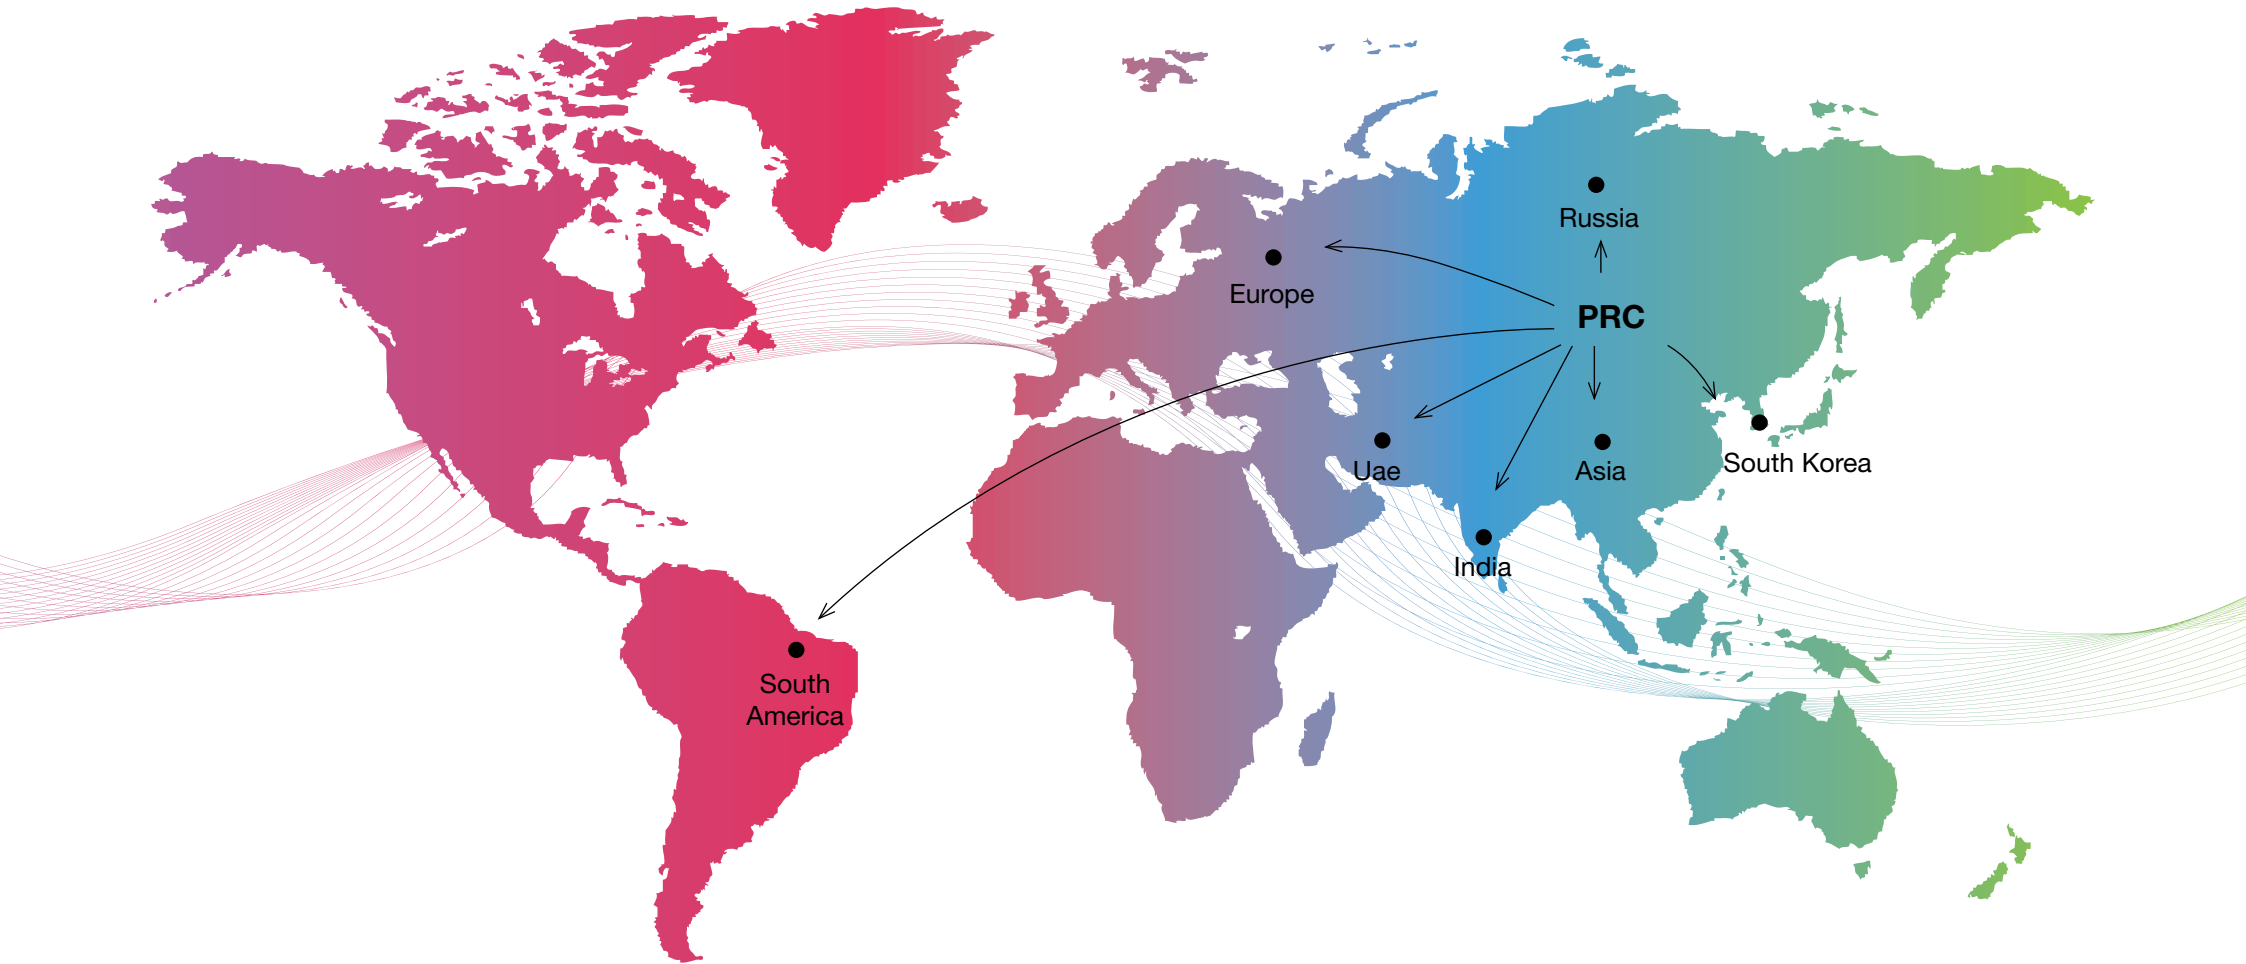 Russia
Europe
PRC
Uae
Asia
South Korea
India
South
America